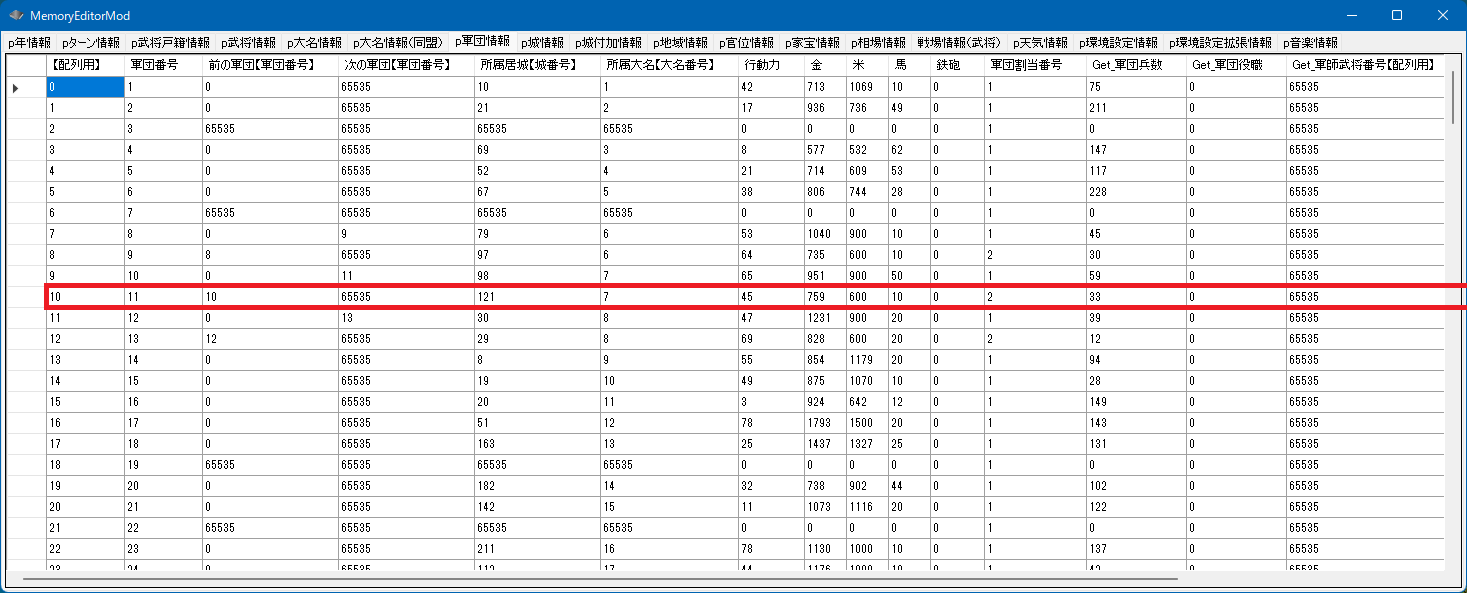 MemoryEditorMod
p年情報 pターン情報 p武将戸籍情報 p武将情報 p大名情報 p大名情報(同盟) p軍団情報 p城情報 p城付加情報 p地域情報 p官位情報 p家宝情報 p相場情報 戦場情報(武将) p天気情報 p環境設定情報 p環境設定拡張情報 p音楽情報
【配列用】 軍団番号 前の軍団【軍団番号】 次の軍団【軍団番号】 所属居城【城番号】 所属大名【大名番号】 行動力 金 米 馬 鉄砲 軍団割当番号 Get_軍団兵数 Get_軍団役職 Get_軍師武将番号【配列用】
0 1 0 65535 10 1 42 713 1069 10 0 1 75 0 65535
1 2 0 65535 21 2 17 936 736 49 0 1 211 0 65535
2 3 65535 65535 65535 65535 0 0 0 0 0 1 0 0 65535
3 4 0 65535 69 3 8 577 532 62 0 1 147 0 65535
4 5 0 65535 52 4 21 714 609 53 0 1 117 0 65535
5 6 0 65535 67 5 38 806 744 28 0 1 228 0 65535
6 7 65535 65535 65535 65535 0 0 0 0 0 1 0 0 65535
7 8 0 9 79 6 53 1040 900 10 0 1 45 0 65535
8 9 8 65535 97 6 64 735 600 10 0 2 30 0 65535
9 10 0 11 98 7 65 951 900 50 0 1 59 0 65535
10 11 10 65535 121 7 45 759 600 10 0 2 33 0 65535
11 12 0 13 30 8 47 1231 900 20 0 1 39 0 65535
12 13 12 65535 29 8 69 828 600 20 0 2 12 0 65535
13 14 0 65535 8 9 55 854 1179 20 0 1 94 0 65535
14 15 0 65535 19 10 49 875 1070 10 0 1 28 0 65535
15 16 0 65535 20 11 3 924 642 12 0 1 149 0 65535
16 17 0 65535 51 12 78 1793 1500 20 0 1 143 0 65535
17 18 0 65535 163 13 25 1437 1327 25 0 1 131 0 65535
18 19 65535 65535 65535 65535 0 0 0 0 0 1 0 0 65535
19 20 0 65535 182 14 32 738 902 44 0 1 102 0 65535
20 21 0 65535 142 15 11 1073 1116 20 0 1 122 0 65535
21 22 65535 65535 65535 65535 0 0 0 0 0 1 0 0 65535
22 23 0 65535 211 16 78 1130 1000 10 0 1 137 0 65535